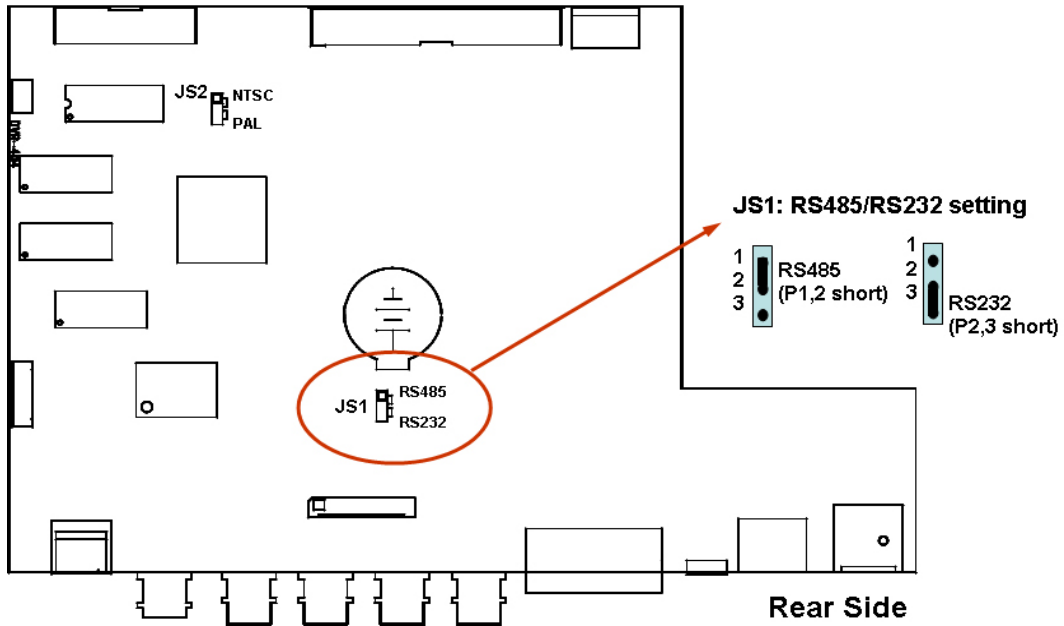 JS2
NTSC
PAL
JS1: RS485/RS232 setting
1
2
3
RS485
(P1,2 short)
1
2
3
RS232
(P2,3 short)
JS1
RS485
RS232
Rear Side